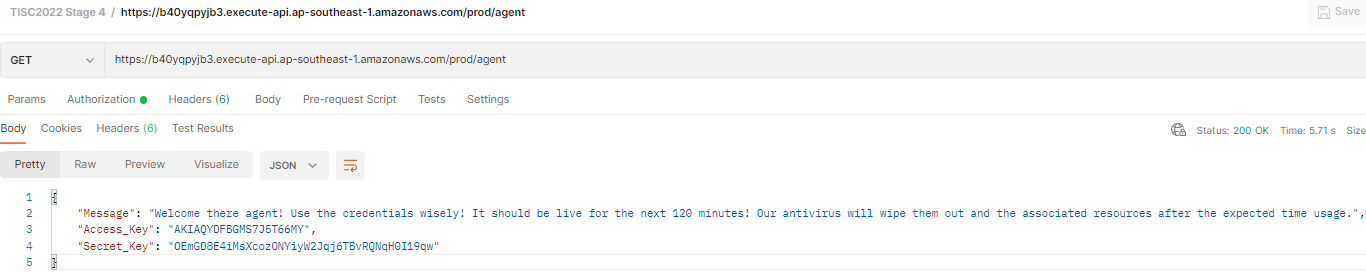 TISC2022 Stage 4 / https://b40yqpyjb3.execute-api.ap-southeast-1.amazonaws.com/prod/agent Save
GET https://b40yqpyjb3.execute-api.ap-southeast-1.amazonaws.com/prod/agent
Params Authorization Headers (6) Body Pre-request Script Tests Settings
Body Cookies Headers (6) Test Results Status: 200 OK Time: 5.71 s Size
Pretty Raw Preview Visualize JSON
1 {
2 "Message": "Welcome there agent! Use the credentials wisely! It should be live for the next 120 minutes! Our antivirus will wipe them out and the associated resources after the expected time usage.",
3 "Access_Key": "AKIAQYDFBGMS7J5T66MY",
4 "Secret_Key": "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"
5 }